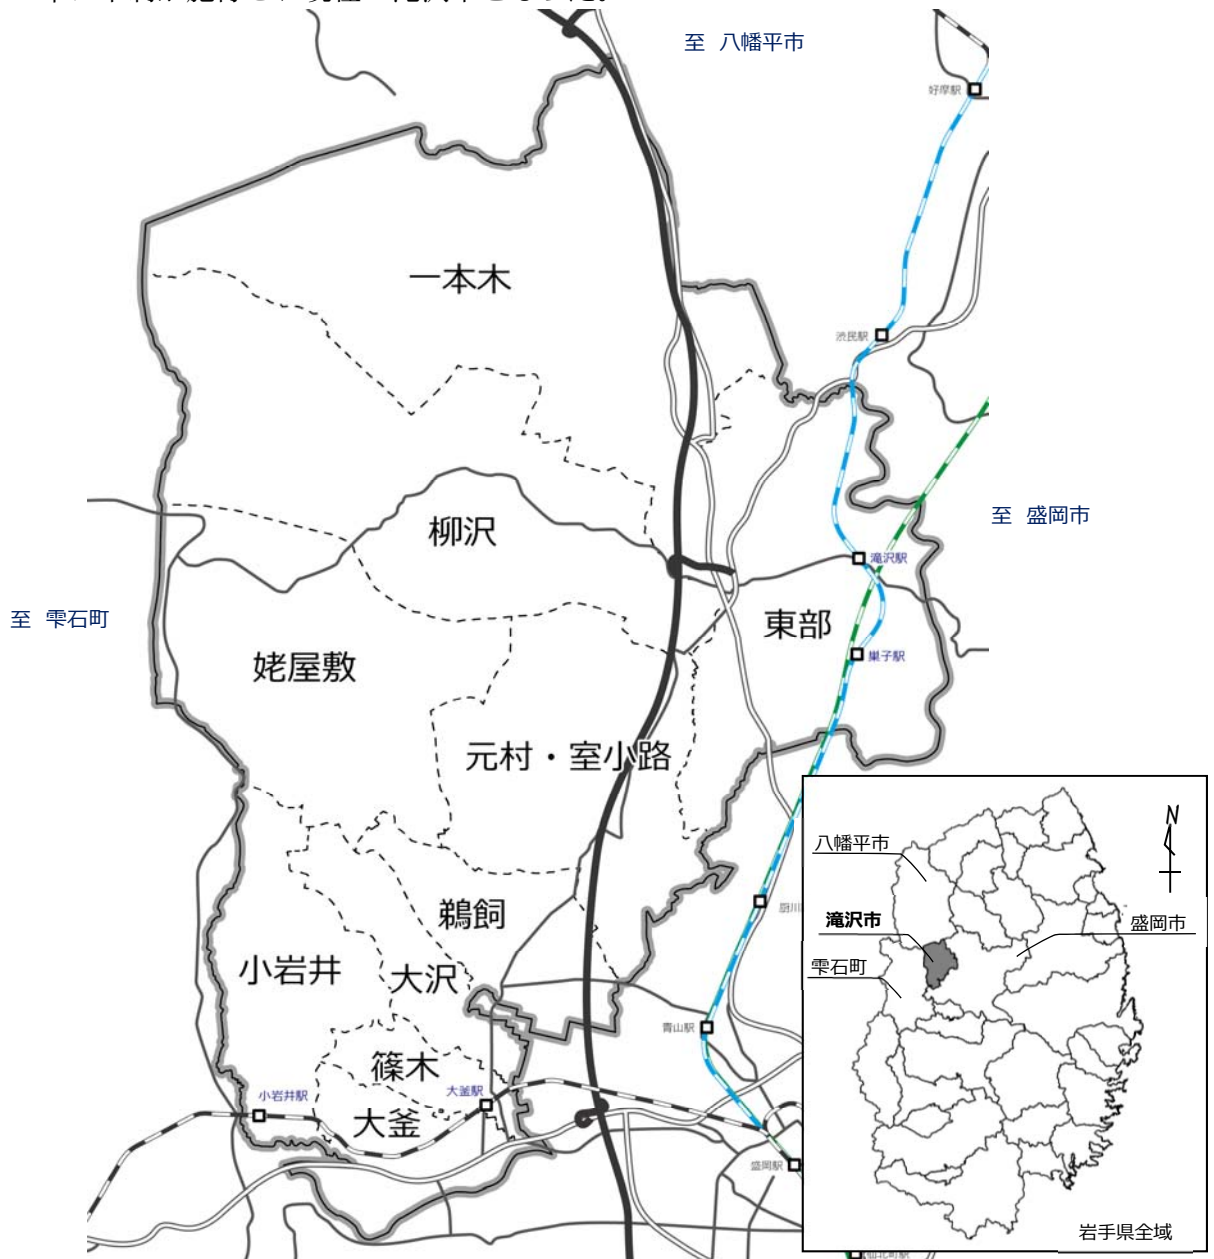 至 八幡平市
好摩駅
一本木
渋民駅
柳沢
至 盛岡市
滝沢駅
至 雫石町
東部
巣子駅
姥屋敷
元村・室小路
鵜飼
厨川
小岩井
大沢
青山駅
篠木
小岩井駅
大釜駅
大釜
盛岡駅
N
八幡平市
滝沢市
盛岡市
雫石町
岩手県全域